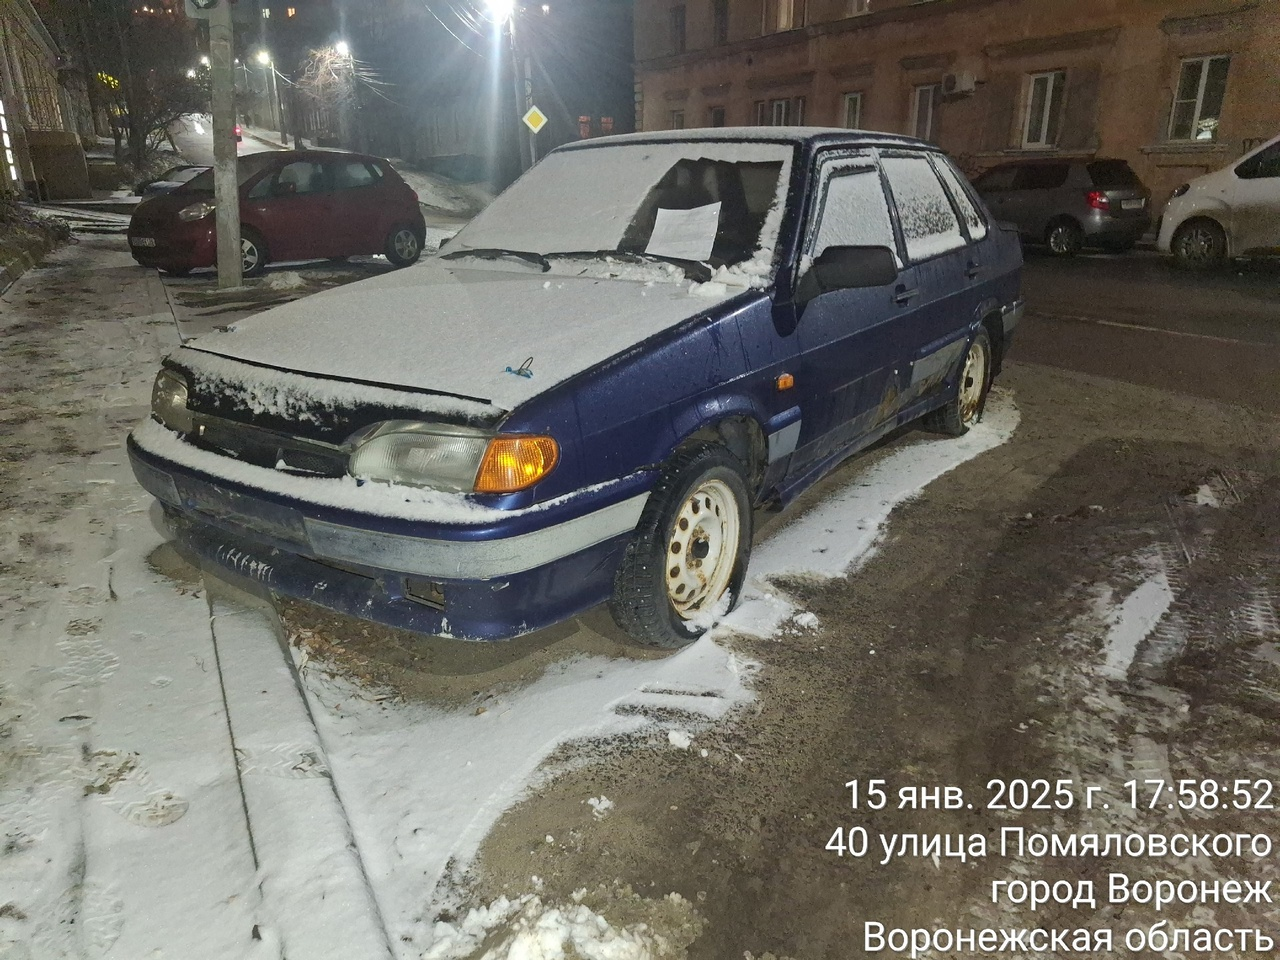 15 янв. 2025 г. 17:58:52
40 улица Помяловского
город Воронеж
Воронежская область